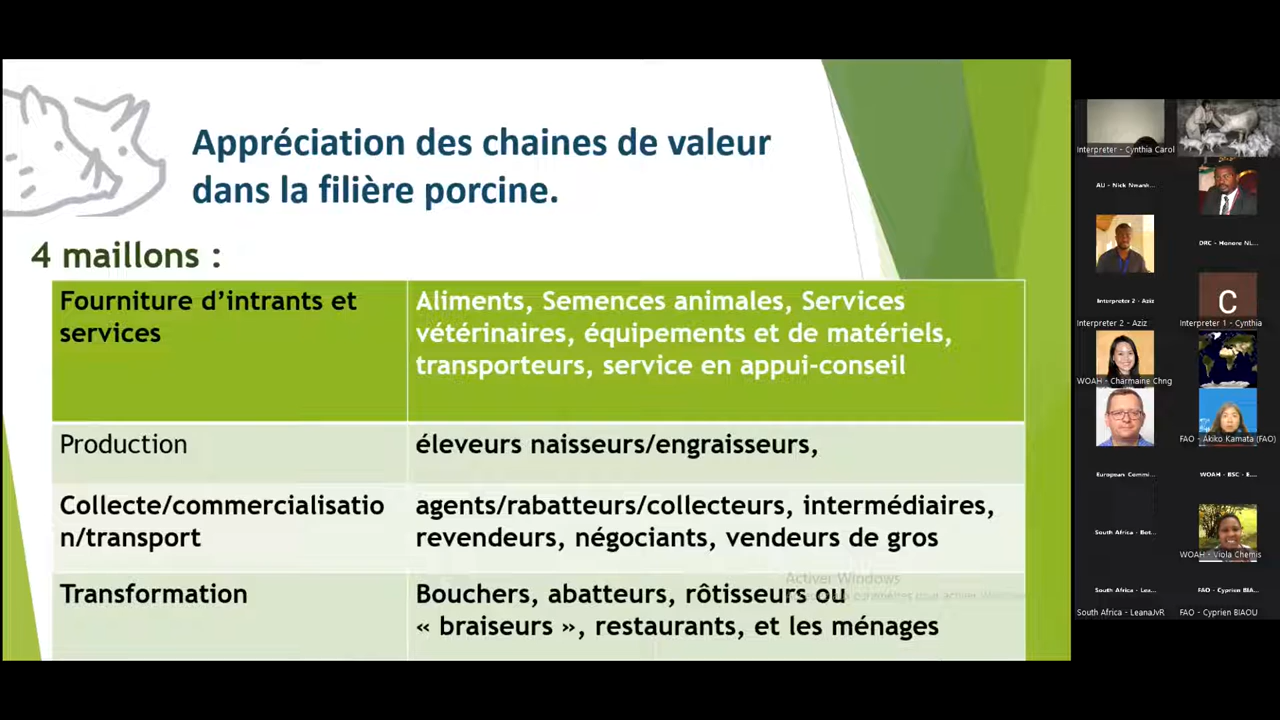 Appréciation des chaines de valeur
dans la filière porcine.
4 maillons :
Fourniture d’intrants et
services
Aliments, Semences animales, Services
vétérinaires, équipements et de matériels,
transporteurs, service en appui-conseil
Production
éleveurs naisseurs/engraisseurs,
Collecte/commercialisatio
n/transport
agents/rabatteurs/collecteurs, intermédiaires,
revendeurs, négociants, vendeurs de gros
Transformation
Bouchers, abatteurs, rôtisseurs ou
« braiseurs », restaurants, et les ménages
Activer Windows
Interpreter - Cynthia Carol
AU - Nick Nwank...
DRC - Honore N...
Interpreter 2 - Aziz
Interpreter 2 - Aziz
C
Interpreter 1 - Cynthia
WOAH - Charmaine Chng
FAO - Akiko Kamata (FAO)
European Commi...
WOAH - BSC - E...
South Africa - Bot...
WOAH - Viola Chemis
South Africa - Lea...
FAO - Cyprien BIA...
South Africa - LeanaJvR
FAO - Cyprien BIAOU